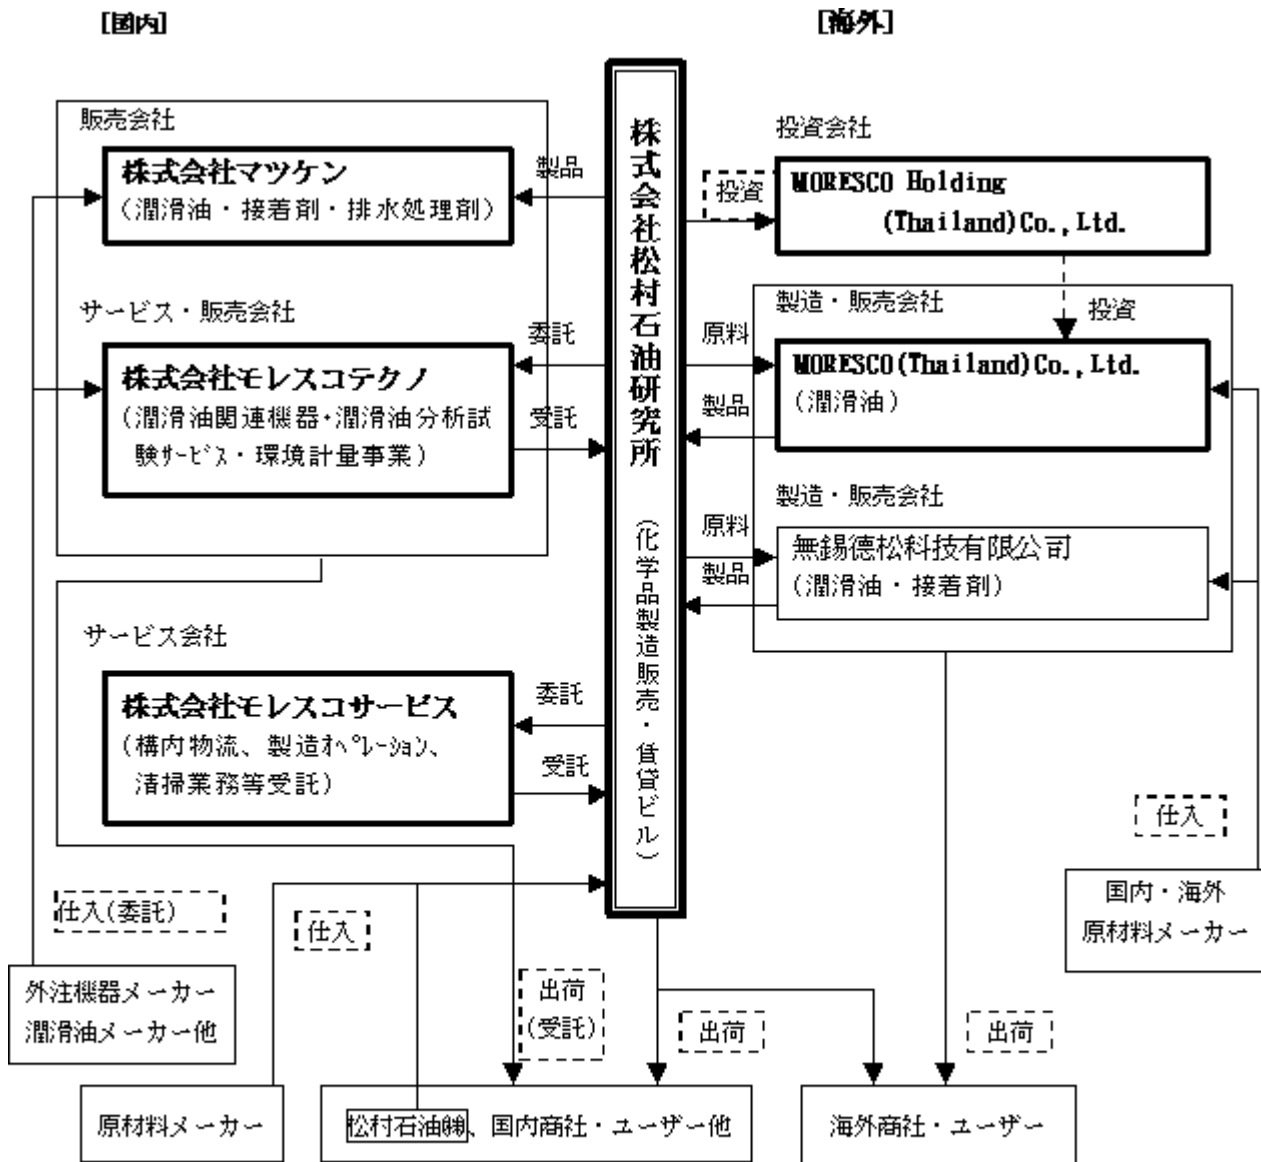 [国内]
[海外]
販売会社
株式会社マツケン
(潤滑油・接着剤・排水処理剤)
製品
サービス・販売会社
株式会社モレスコテクノ
(潤滑油関連機器・潤滑油分析試
験ｻｰﾋﾞｽ・環境計量事業)
委託
受託
サービス会社
株式会社モレスコサービス
(構内物流、製造ｵﾍﾟﾚｰｼｮﾝ、
清掃業務等受託)
委託
受託
株式会社松村石油研究所
(化学品製造販売・賃貸ビル)
投資会社
投資
MORESCO Holding
(Thailand)Co.,Ltd.
投資
製造・販売会社
原料
MORESCO(Thailand)Co.,Ltd.
(潤滑油)
製品
製造・販売会社
原料
無錫德松科技有限公司
(潤滑油・接着剤)
製品
仕入
国内・海外
原材料メーカー
仕入(委託)
仕入
外注機器メーカー
潤滑油メーカー他
出荷
(受託)
出荷
出荷
原材料メーカー
松村石油㈱、国内商社・ユーザー他
海外商社・ユーザー